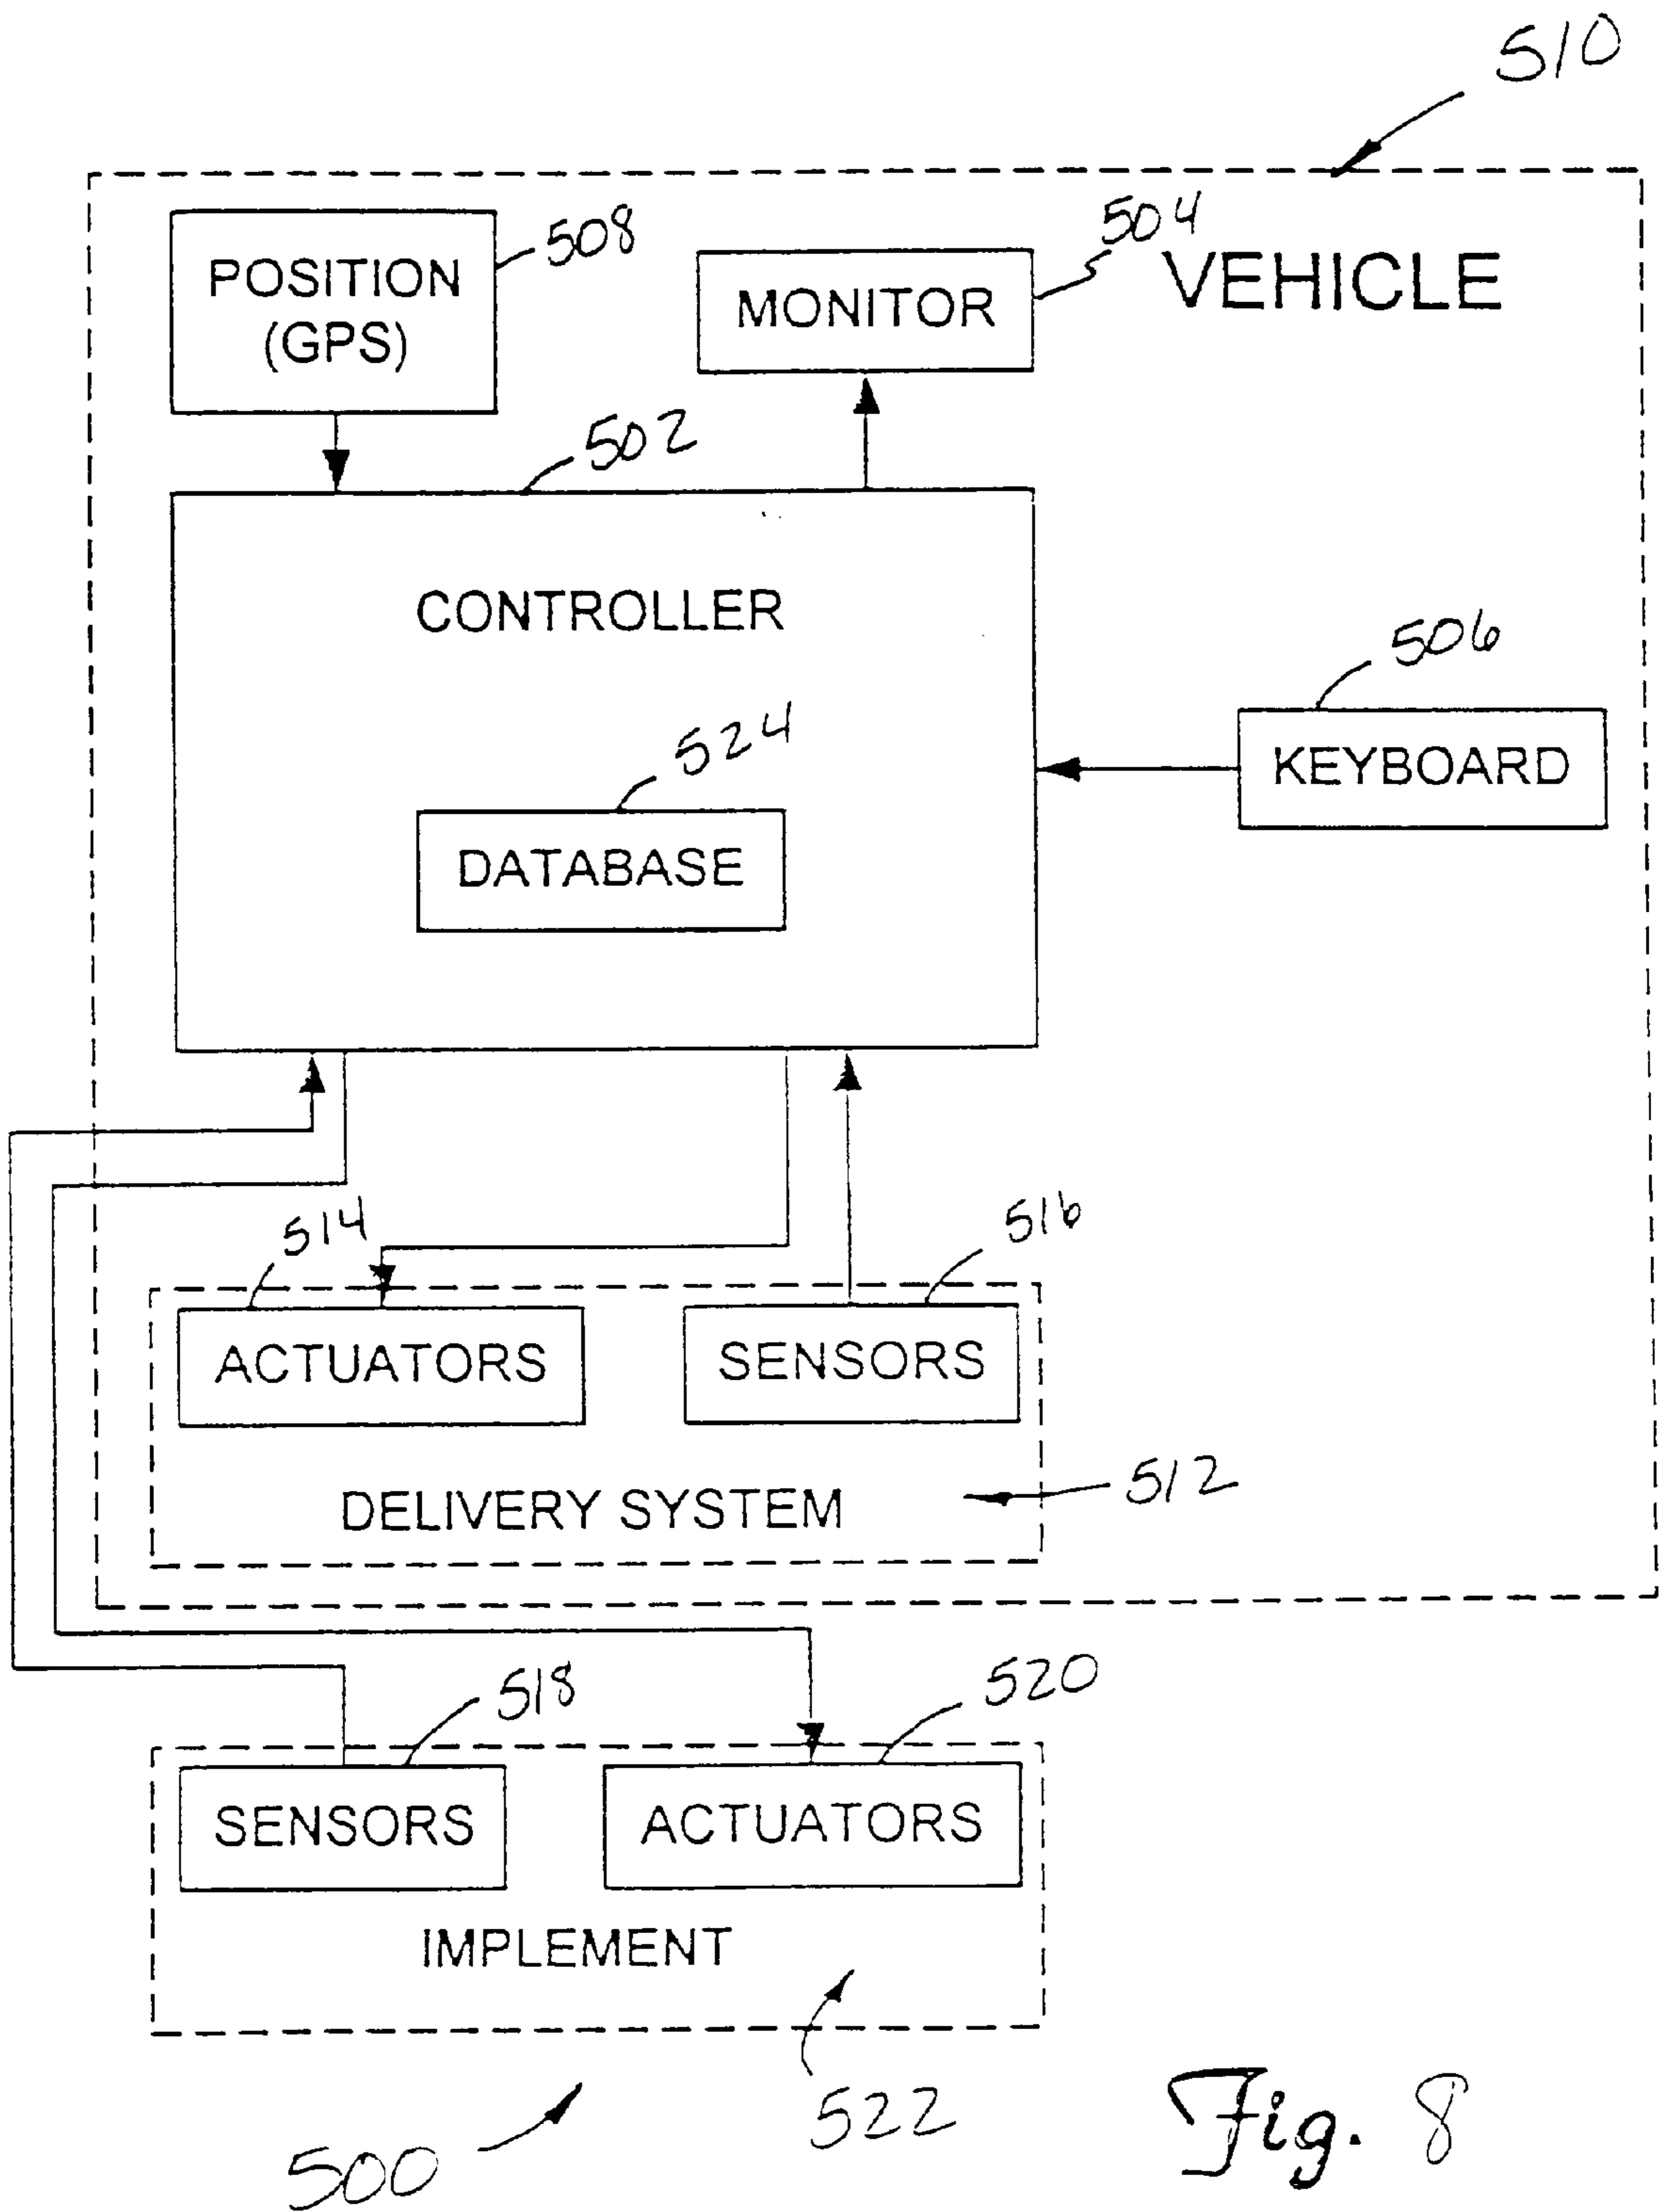 510
508
504
POSITION
(GPS)
MONITOR
VEHICLE
502
CONTROLLER
506
KEYBOARD
524
DATABASE
514
516
ACTUATORS
SENSORS
DELIVERY SYSTEM
512
518
520
SENSORS
ACTUATORS
IMPLEMENT
522
500
Fig. 8